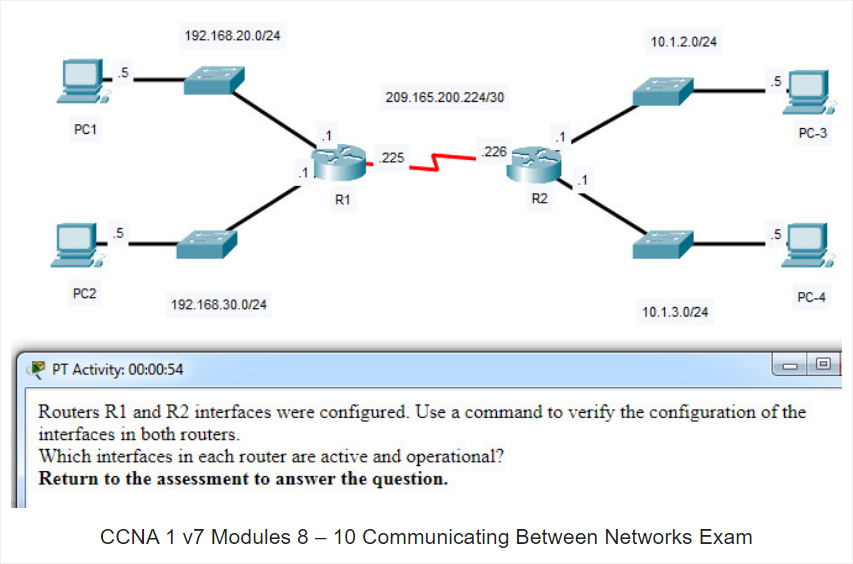 192.168.20.0/24
10.1.2.0/24
.5
.5
209.165.200.224/30
PC1
PC-3
.1
.1
.225
.226
.1
.1
R1
R2
.5
.5
PC2
PC-4
192.168.30.0/24
10.1.3.0/24
PT Activity: 00:00:54
Routers R1 and R2 interfaces were configured. Use a command to verify the configuration of the
interfaces in both routers.
Which interfaces in each router are active and operational?
Return to the assessment to answer the question.
CCNA 1 v7 Modules 8 – 10 Communicating Between Networks Exam